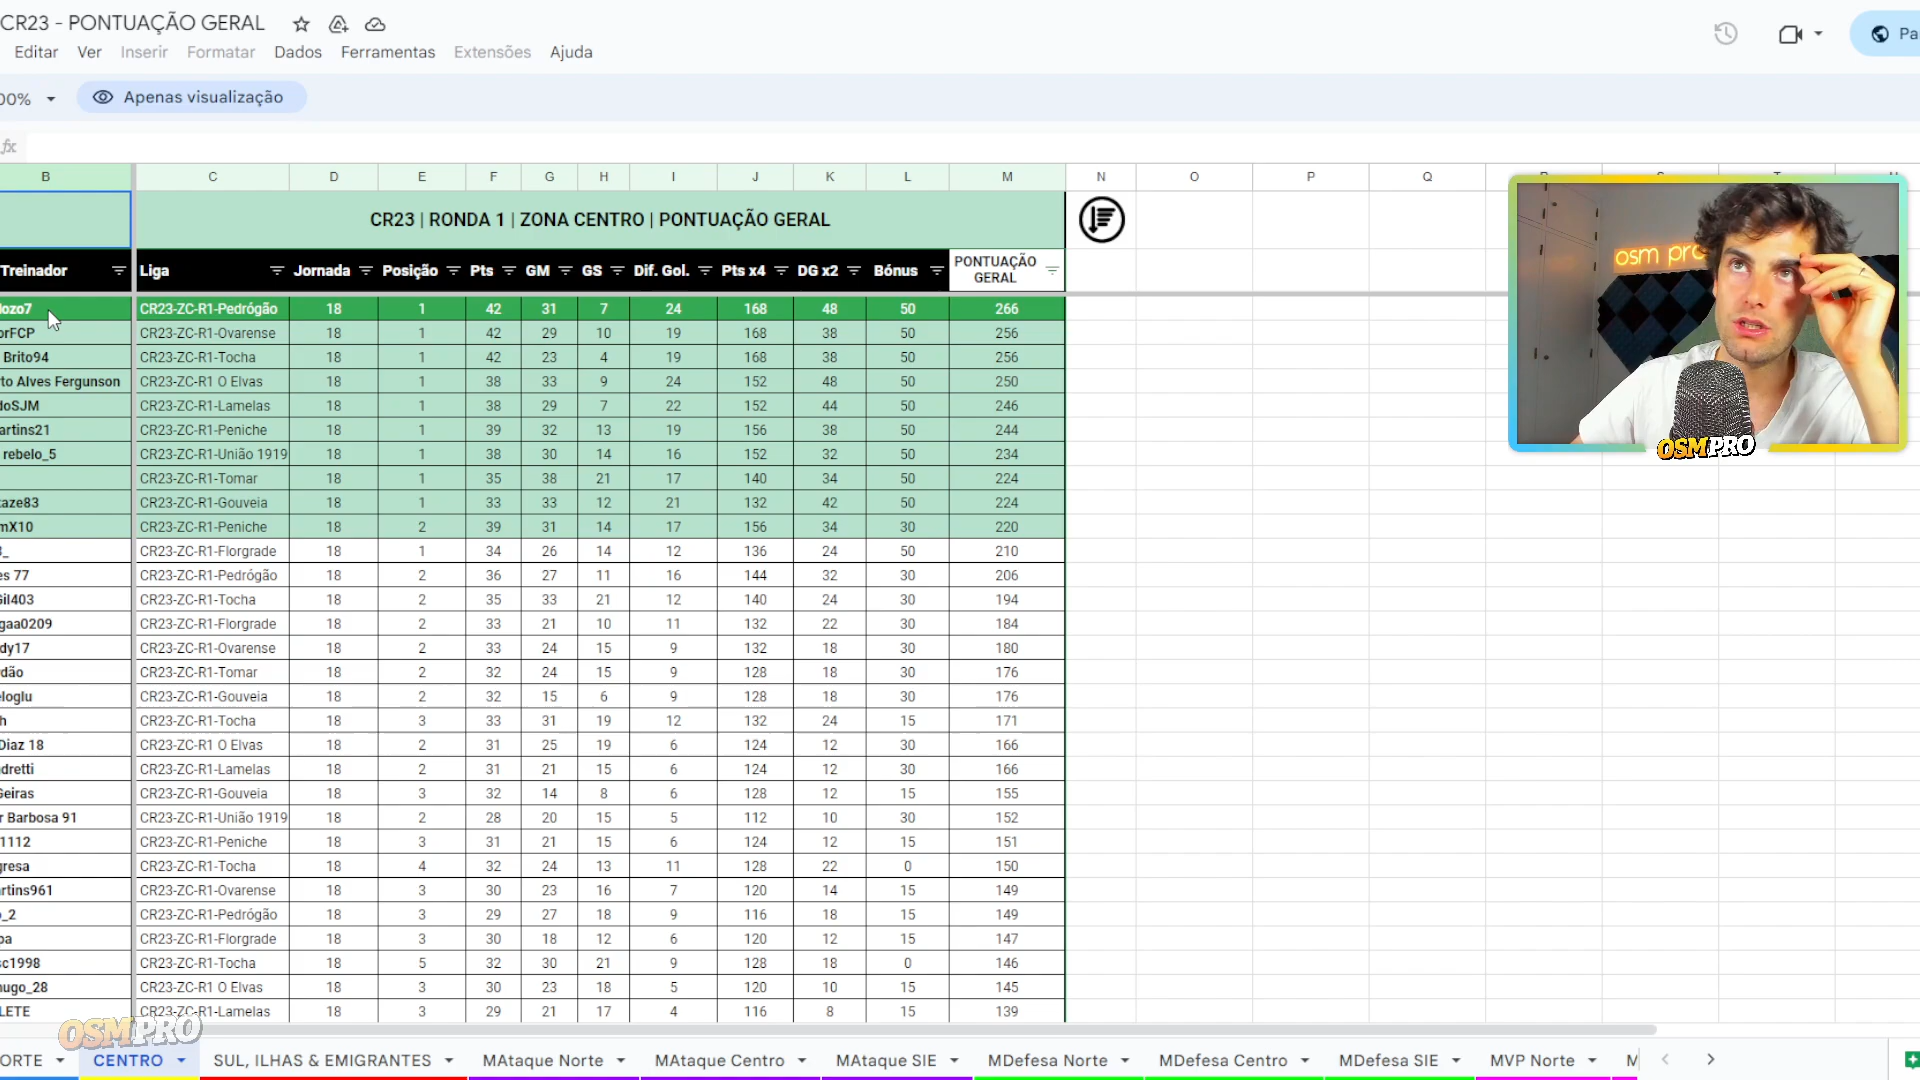 CR23 - PONTUAÇÃO GERAL
Editar Ver Inserir Formatar Dados Ferramentas Extensões Ajuda
00% Apenas visualização
Pa
fx
B C D E F G H I J K L M N O P Q
CR23 | RONDA 1 | ZONA CENTRO | PONTUAÇÃO GERAL
Treinador Liga Jornada Posição Pts GM GS Dif. Gol. Pts x4 DG x2 Bónus PONTUAÇÃO GERAL
lozo7 CR23-ZC-R1-Pedrógão 18 1 42 31 7 24 168 48 50 266
orFCP CR23-ZC-R1-Ovarense 18 1 42 29 10 19 168 38 50 256
Brito94 CR23-ZC-R1-Tocha 18 1 42 23 4 19 168 38 50 256
to Alves Fergunson CR23-ZC-R1 O Elvas 18 1 38 33 9 24 152 48 50 250
doSJM CR23-ZC-R1-Lamelas 18 1 38 29 7 22 152 44 50 246
artins21 CR23-ZC-R1-Peniche 18 1 39 32 13 19 156 38 50 244
rebelo_5 CR23-ZC-R1-União 1919 18 1 38 30 14 16 152 32 50 234
CR23-ZC-R1-Tomar 18 1 35 38 21 17 140 34 50 224
kaze83 CR23-ZC-R1-Gouveia 18 1 33 33 12 21 132 42 50 224
mX10 CR23-ZC-R1-Peniche 18 2 39 31 14 17 156 34 30 220
3_ CR23-ZC-R1-Florgrade 18 1 34 26 14 12 136 24 50 210
es 77 CR23-ZC-R1-Pedrógão 18 2 36 27 11 16 144 32 30 206
Gil403 CR23-ZC-R1-Tocha 18 2 35 33 21 12 140 24 30 194
gaa0209 CR23-ZC-R1-Florgrade 18 2 33 21 10 11 132 22 30 184
dy17 CR23-ZC-R1-Ovarense 18 2 33 24 15 9 132 18 30 180
rdão CR23-ZC-R1-Tomar 18 2 32 24 15 9 128 18 30 176
eloglu CR23-ZC-R1-Gouveia 18 2 32 15 6 9 128 18 30 176
h CR23-ZC-R1-Tocha 18 3 33 31 19 12 132 24 15 171
Diaz 18 CR23-ZC-R1 O Elvas 18 2 31 25 19 6 124 12 30 166
dretti CR23-ZC-R1-Lamelas 18 2 31 21 15 6 124 12 30 166
Geiras CR23-ZC-R1-Gouveia 18 3 32 14 8 6 128 12 15 155
r Barbosa 91 CR23-ZC-R1-União 1919 18 2 28 20 15 5 112 10 30 152
1112 CR23-ZC-R1-Peniche 18 3 31 21 15 6 124 12 15 151
gresa CR23-ZC-R1-Tocha 18 4 32 24 13 11 128 22 0 150
artins961 CR23-ZC-R1-Ovarense 18 3 30 23 16 7 120 14 15 149
o_2 CR23-ZC-R1-Pedrógão 18 3 29 27 18 9 116 18 15 149
pa CR23-ZC-R1-Florgrade 18 3 30 18 12 6 120 12 15 147
sc1998 CR23-ZC-R1-Tocha 18 5 32 30 21 9 128 18 0 146
hugo_28 CR23-ZC-R1 O Elvas 18 3 30 23 18 5 120 10 15 145
LETE CR23-ZC-R1-Lamelas 18 3 29 21 17 4 116 8 15 139
osm pro
OSMPRO
OSMPRO
ORTE CENTRO SUL, ILHAS & EMIGRANTES MAtaque Norte MAtaque Centro MAtaque SIE MDefesa Norte MDefesa Centro MDefesa SIE MVP Norte M